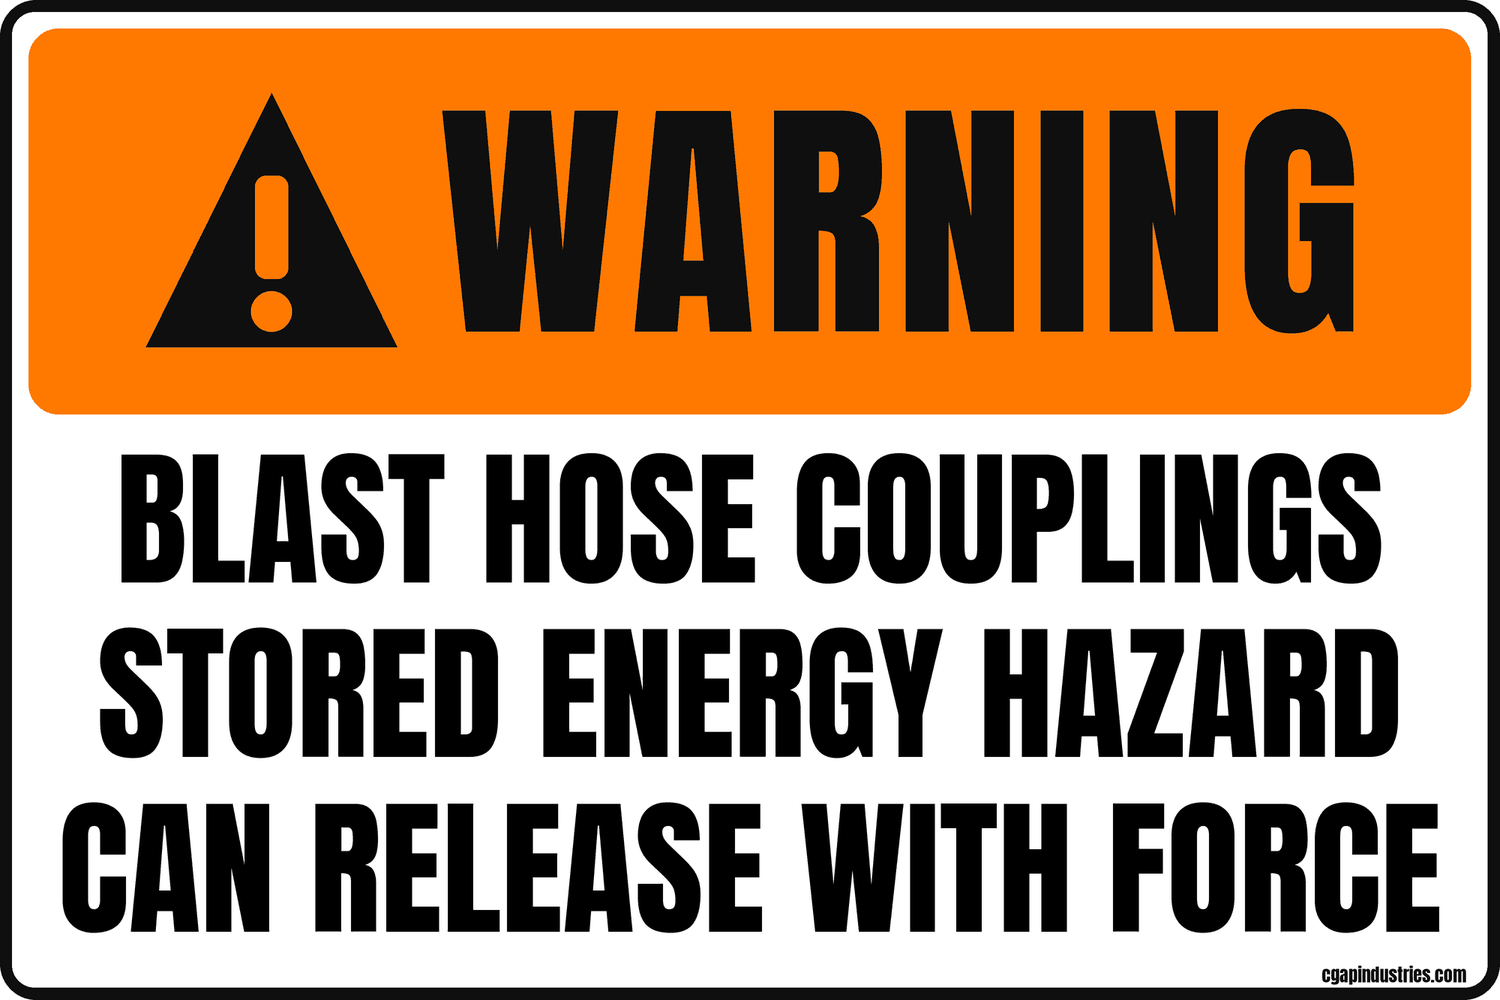 WARNING
BLAST HOSE COUPLINGS
STORED ENERGY HAZARD
CAN RELEASE WITH FORCE
cgapindustries.com